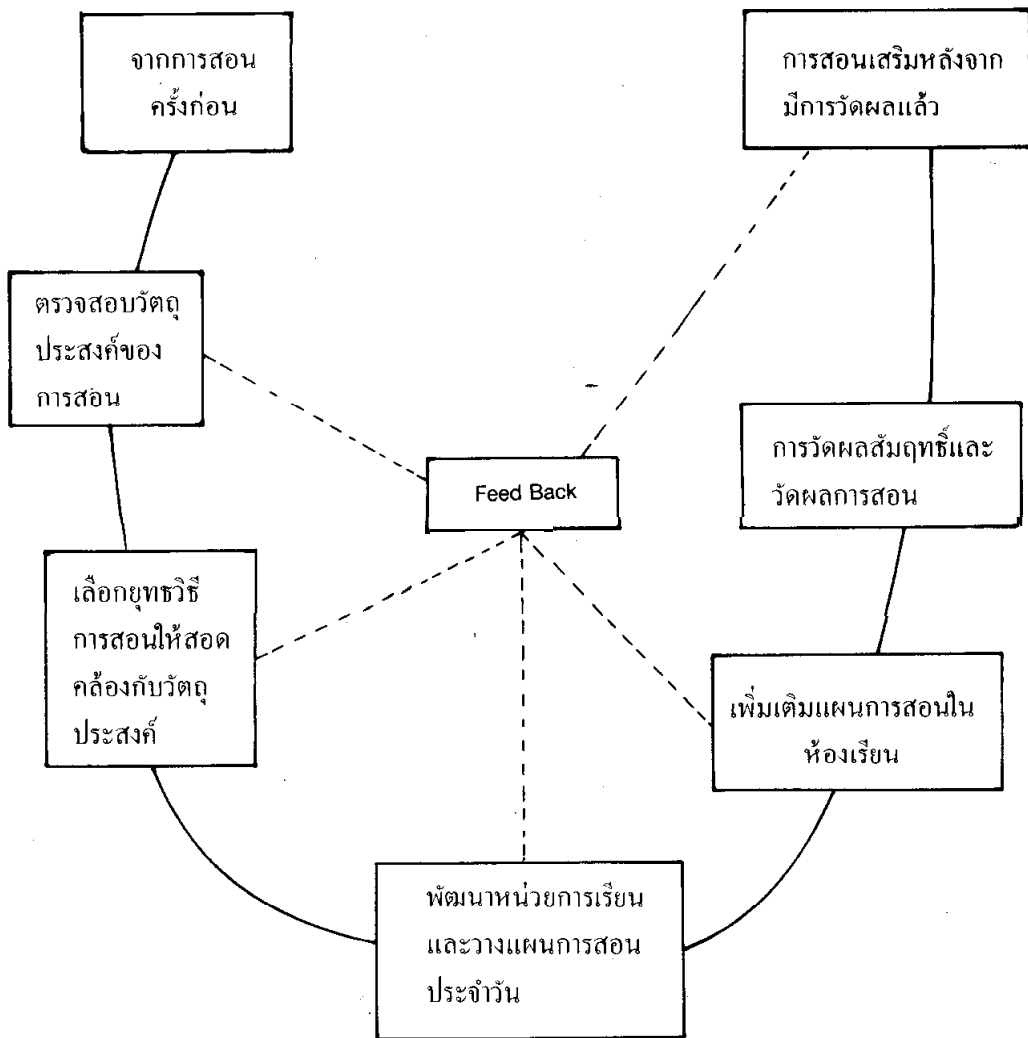 จากการสอน
ครั้งก่อน
การสอนเสริมหลังจาก
มีการวัดผลแล้ว
ตรวจสอบวัตถุ
ประสงค์ของ
การสอน
การวัดผลสัมฤทธิ์และ
วัดผลการสอน
Feed Back
เลือกยุทธวิธี
การสอนให้สอด
คล้องกับวัตถุ
ประสงค์
เพิ่มเติมแผนการสอนใน
ห้องเรียน
พัฒนาหน่วยการเรียน
และวางแผนการสอน
ประจำวัน